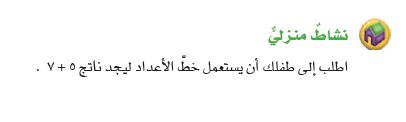 نشاطٌ منزليٌّ
اطلب إلى طفلك أن يستعمل خطَّ الأعداد ليجد ناتج ٥ + ٧ .